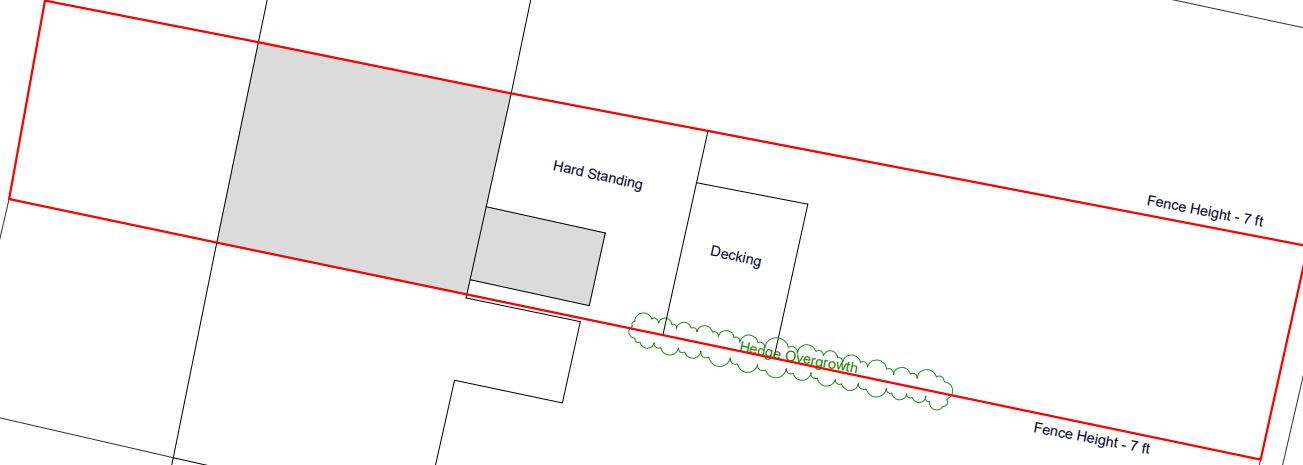 Hard Standing
Fence Height - 7 ft
Decking
Hedge Overgrowth
Fence Height - 7 ft